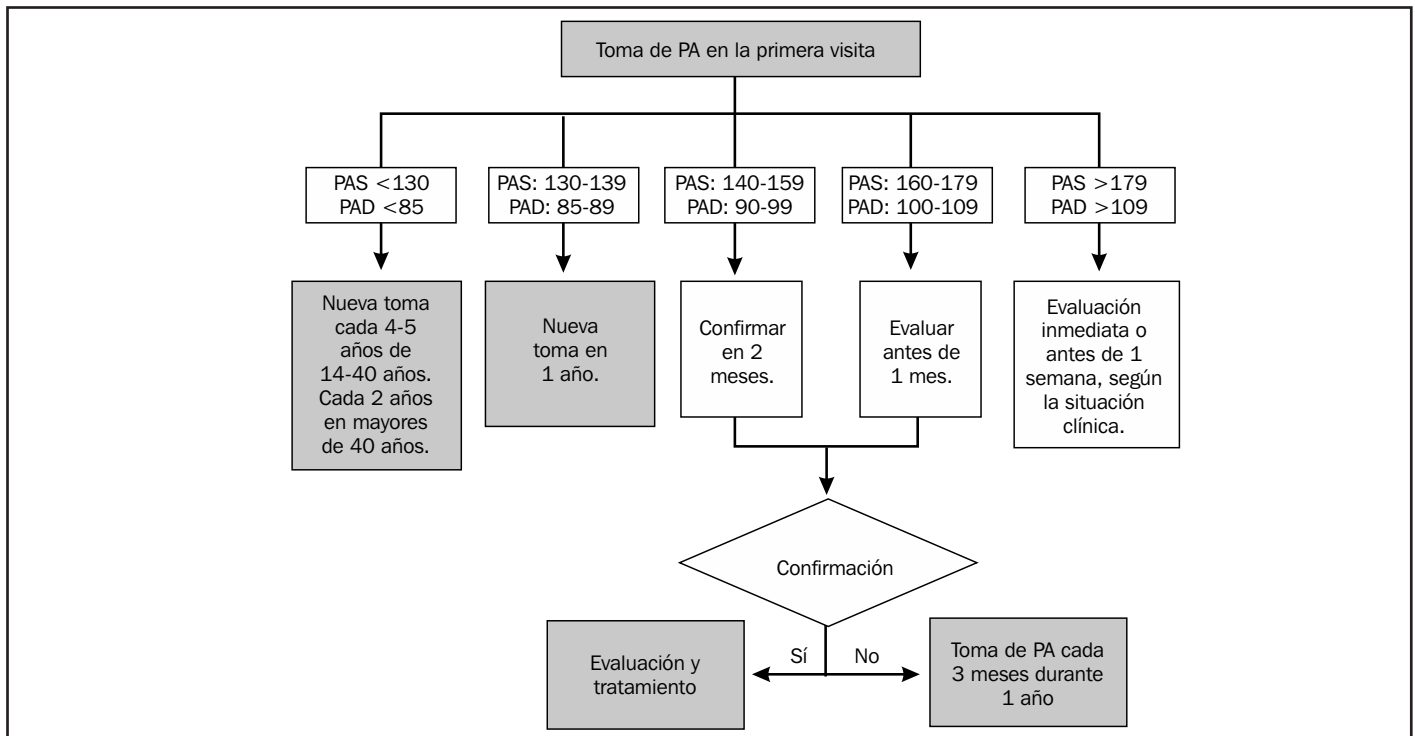 Toma de PA en la primera visita
PAS <130
PAD <85
PAS: 130-139
PAD: 85-89
PAS: 140-159
PAD: 90-99
PAS: 160-179
PAD: 100-109
PAS >179
PAD >109
Nueva toma
cada 4-5
años de
14-40 años.
Cada 2 años
en mayores
de 40 años.
Nueva
toma en
1 año.
Confirmar
en 2
meses.
Evaluar
antes de
1 mes.
Evaluación
inmediata o
antes de 1
semana, según
la situación
clínica.
Confirmación
Sí
No
Evaluación y
tratamiento
Toma de PA cada
3 meses durante
1 año